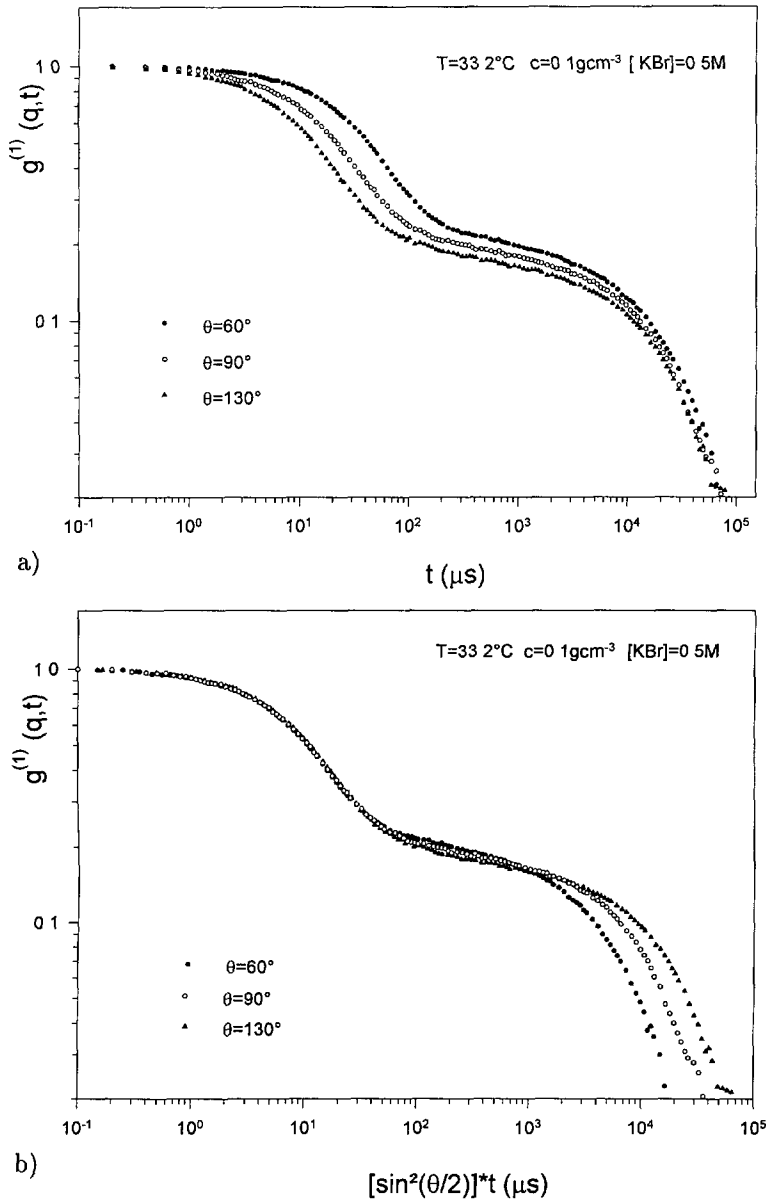 T=33 2°C c=0 1gcm⁻³ [ KBr]=0 5M
g⁽¹⁾ (q,t)
1 0
0 1
θ=60°
θ=90°
θ=130°
10⁻¹ 10⁰ 10¹ 10² 10³ 10⁴ 10⁵
a)
t (μs)
T=33 2°C c=0 1gcm⁻³ [KBr]=0 5M
g⁽¹⁾ (q,t)
1 0
0 1
θ=60°
θ=90°
θ=130°
10⁻¹ 10⁰ 10¹ 10² 10³ 10⁴ 10⁵
b)
[sin²(θ/2)]*t (μs)